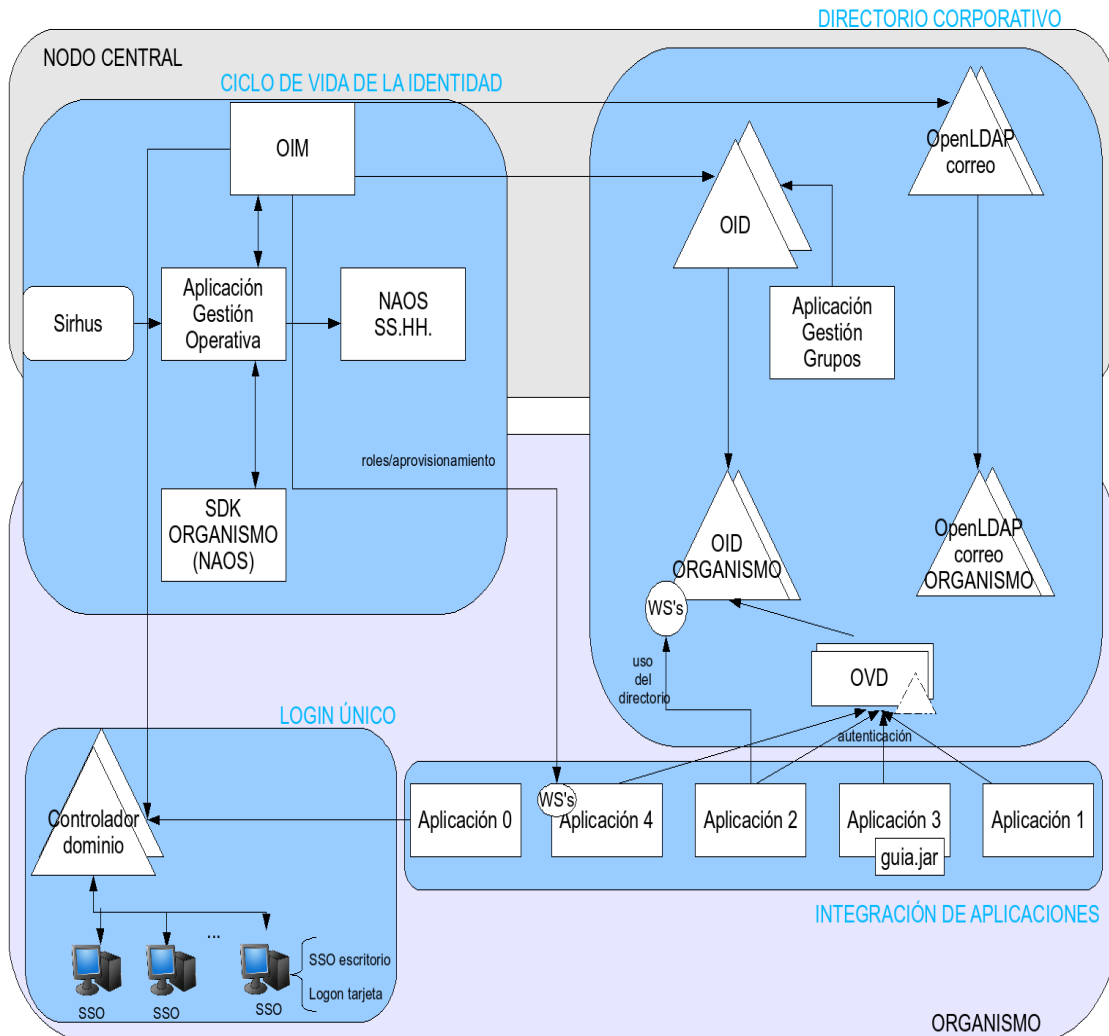 DIRECTORIO CORPORATIVO
NODO CENTRAL
CICLO DE VIDA DE LA IDENTIDAD
OIM
OpenLDAP
correo
OID
Sirhus
Aplicación
Gestión
Operativa
NAOS
SS.HH.
Aplicación
Gestión
Grupos
roles/aprovisionamiento
SDK
ORGANISMO
(NAOS)
OID
ORGANISMO
OpenLDAP
correo
ORGANISMO
WS's
uso
del
directorio
OVD
autenticación
LOGIN ÚNICO
Controlador
dominio
Aplicación 0
WS's
Aplicación 4
Aplicación 2
Aplicación 3
guia.jar
Aplicación 1
INTEGRACIÓN DE APLICACIONES
...
SSO escritorio
Logon tarjeta
SSO
SSO
SSO
ORGANISMO